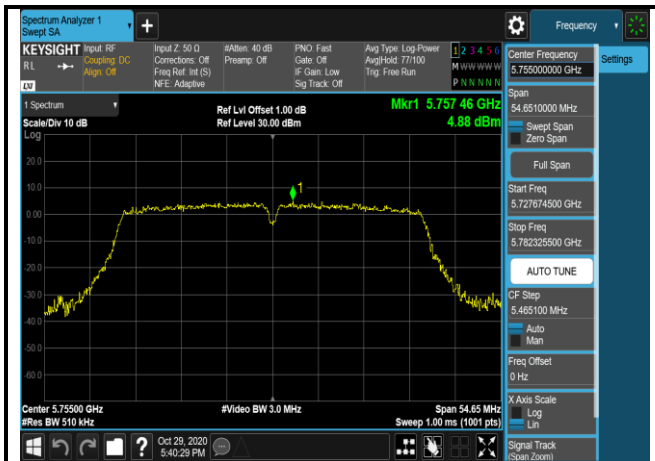 Spectrum Analyzer 1
Swept SA
+
Frequency
KEYSIGHT
RL
LXI
Input: RF
Coupling: DC
Align: Off
Input Z: 50 Ω
Corrections: Off
Freq Ref: Int (S)
NFE: Adaptive
#Atten: 40 dB
Preamp: Off
PNO: Fast
Gate: Off
IF Gain: Low
Sig Track: Off
Avg Type: Log-Power
Avg|Hold: 77/100
Trig: Free Run
1 2 3 4 5 6
M W W W W W
P N N N N N
1 Spectrum
Scale/Div 10 dB
Log
Ref Lvl Offset 1.00 dB
Ref Level 30.00 dBm
Mkr1 5.757 46 GHz
4.88 dBm
20.0
10.0
0.00
-10.0
-20.0
-30.0
-40.0
-50.0
-60.0
1
Center 5.75500 GHz
#Res BW 510 kHz
#Video BW 3.0 MHz
Span 54.65 MHz
Sweep 1.00 ms (1001 pts)
Oct 29, 2020
5:40:29 PM
?
Settings
Center Frequency
5.755000000 GHz
Span
54.6510000 MHz
Swept Span
Zero Span
Full Span
Start Freq
5.727674500 GHz
Stop Freq
5.782325500 GHz
AUTO TUNE
CF Step
5.465100 MHz
Auto
Man
Freq Offset
0 Hz
X Axis Scale
Log
Lin
Signal Track
(Span Zoom)